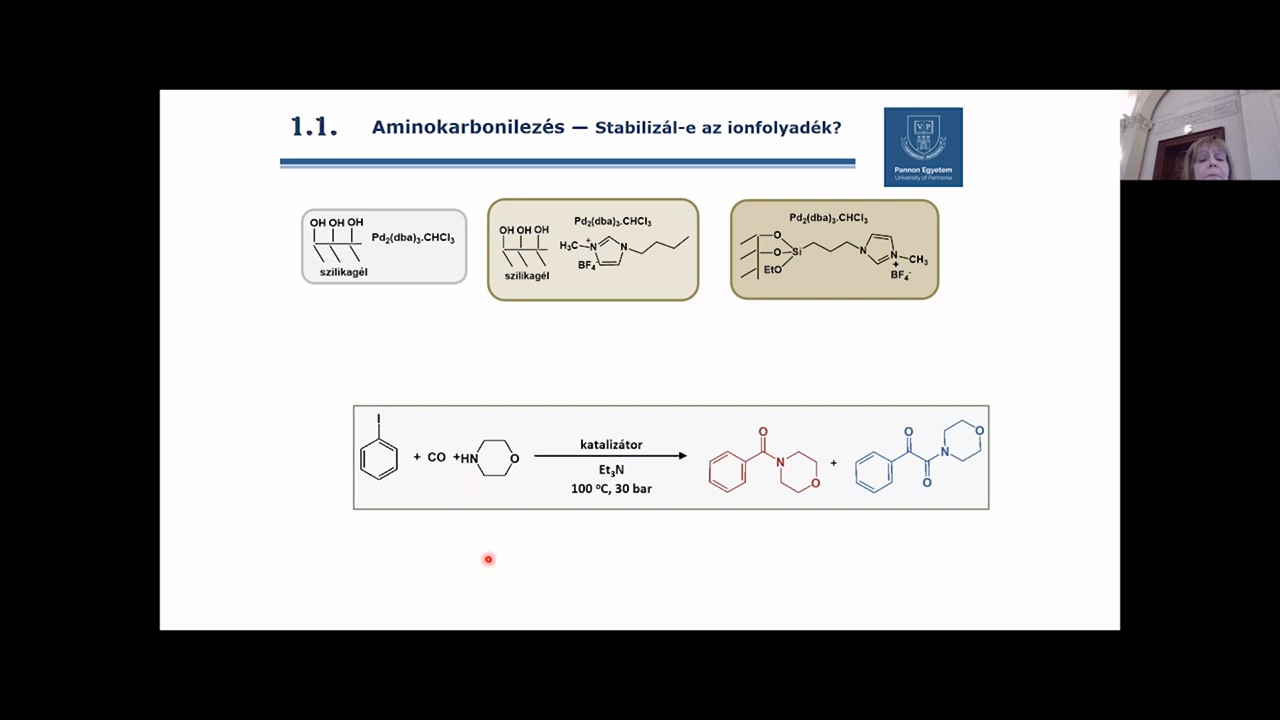 1.1. Aminokarbonilezés — Stabilizál-e az ionfolyadék?
VP
Pannon Egyetem
University of Pannonia
OH OH OH
Pd₂(dba)₃.CHCl₃
szilikagél
Pd₂(dba)₃.CHCl₃
OH OH OH
H₃C
N
+
N
BF₄⁻
szilikagél
Pd₂(dba)₃.CHCl₃
O
O
Si
EtO
N
N
+
CH₃
BF₄⁻
I
+ CO +HN
O
katalizátor
Et₃N
100 °C, 30 bar
O
N
O
+
O
O
N
O